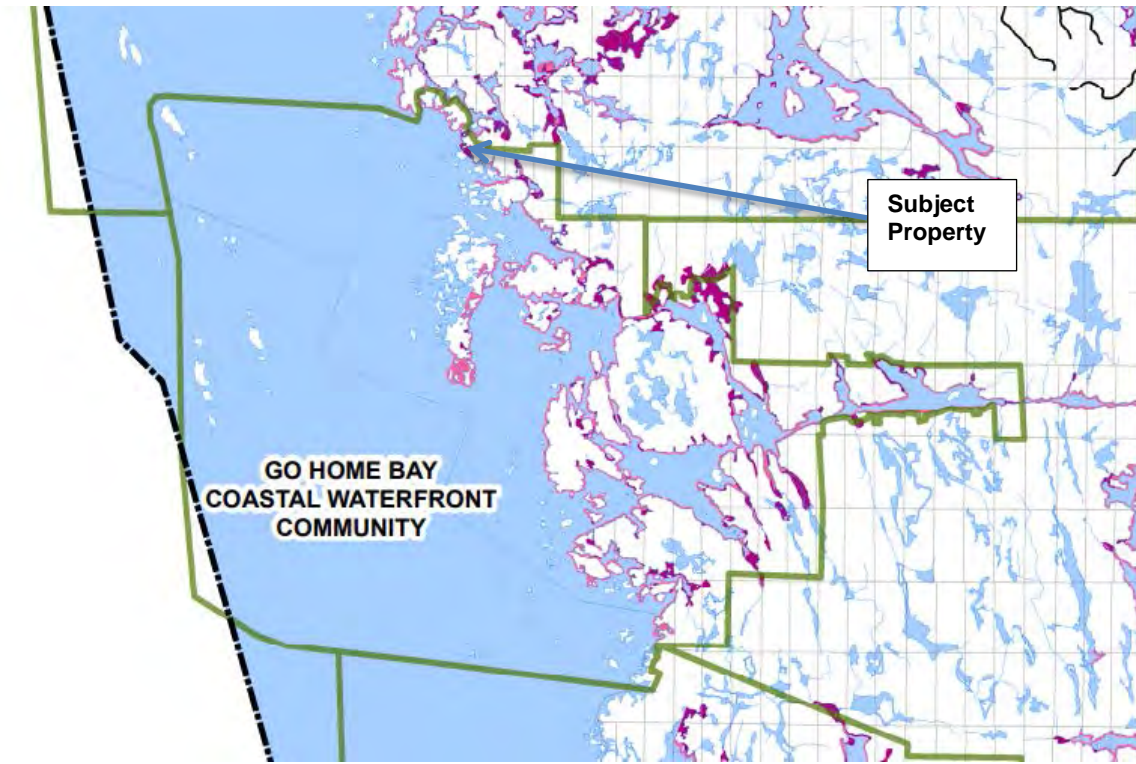 Subject
Property
GO HOME BAY
COASTAL WATERFRONT
COMMUNITY